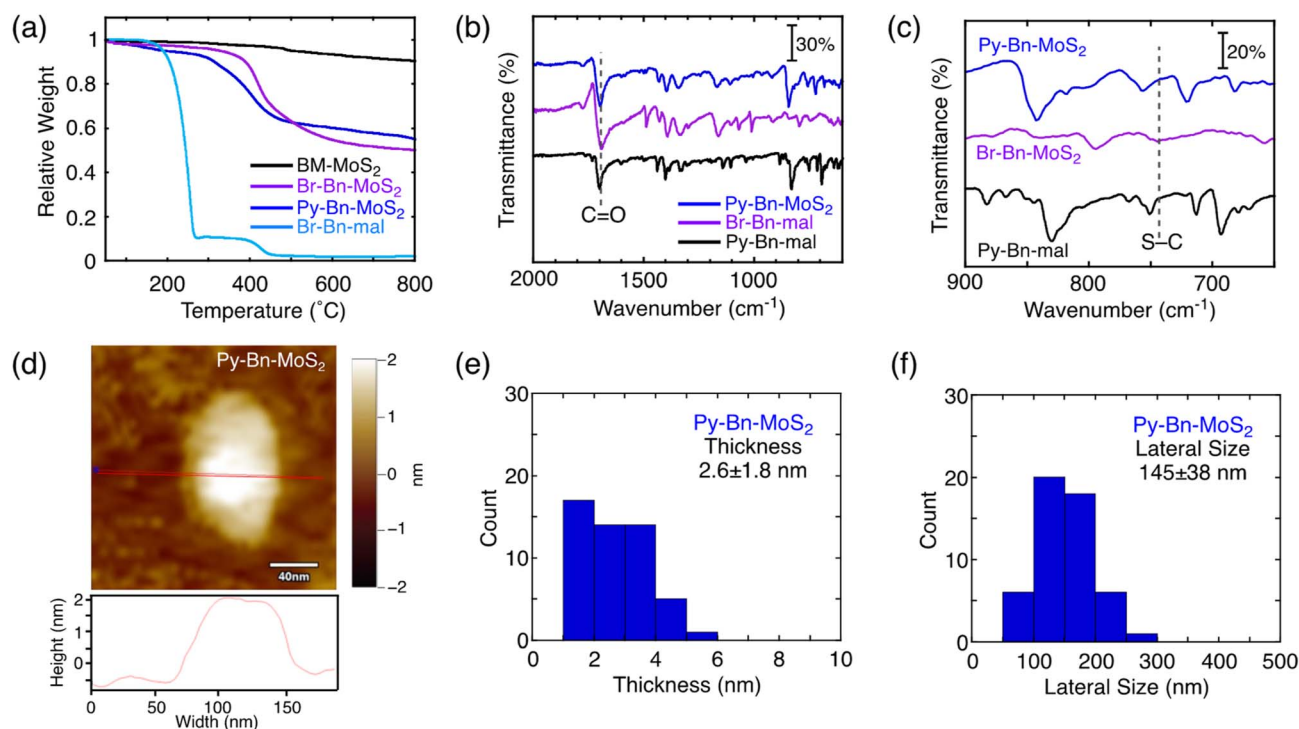 (a)
1
0.8
0.6
0.4
0.2
0
Relative Weight
BM-MoS₂
Br-Bn-MoS₂
Py-Bn-MoS₂
Br-Bn-mal
200 400 600 800
Temperature (˚C)
(b)
30%
Transmittance (%)
C=O
Py-Bn-MoS₂
Br-Bn-mal
Py-Bn-mal
2000 1500 1000
Wavenumber (cm⁻¹)
(c)
Py-Bn-MoS₂
20%
Br-Bn-MoS₂
Transmittance (%)
Py-Bn-mal
S–C
900 800 700
Wavenumber (cm⁻¹)
(d)
Py-Bn-MoS₂
40nm
2
1
0
−1
−2
nm
Height (nm)
2
1
0
0 50 100 150
Width (nm)
(e)
30
20
10
0
Count
Py-Bn-MoS₂
Thickness
2.6±1.8 nm
0 2 4 6 8 10
Thickness (nm)
(f)
30
20
10
0
Count
Py-Bn-MoS₂
Lateral Size
145±38 nm
0 100 200 300 400 500
Lateral Size (nm)